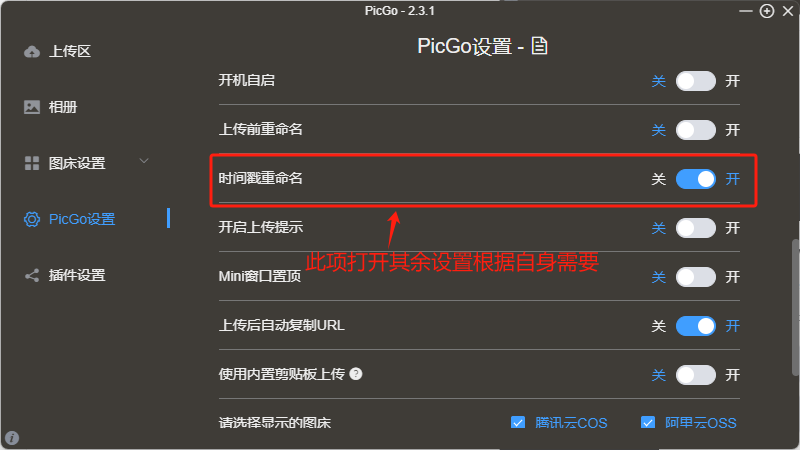 PicGo - 2.3.1
上传区
相册
图床设置
PicGo设置
插件设置
PicGo设置 -
开机自启 关 开
上传前重命名 关 开
时间戳重命名 关 开
开启上传提示 关 开
此项打开其余设置根据自身需要
Mini窗口置顶 关 开
上传后自动复制URL 关 开
使用内置剪贴板上传 ? 关 开
请选择显示的图床 腾讯云COS 阿里云OSS